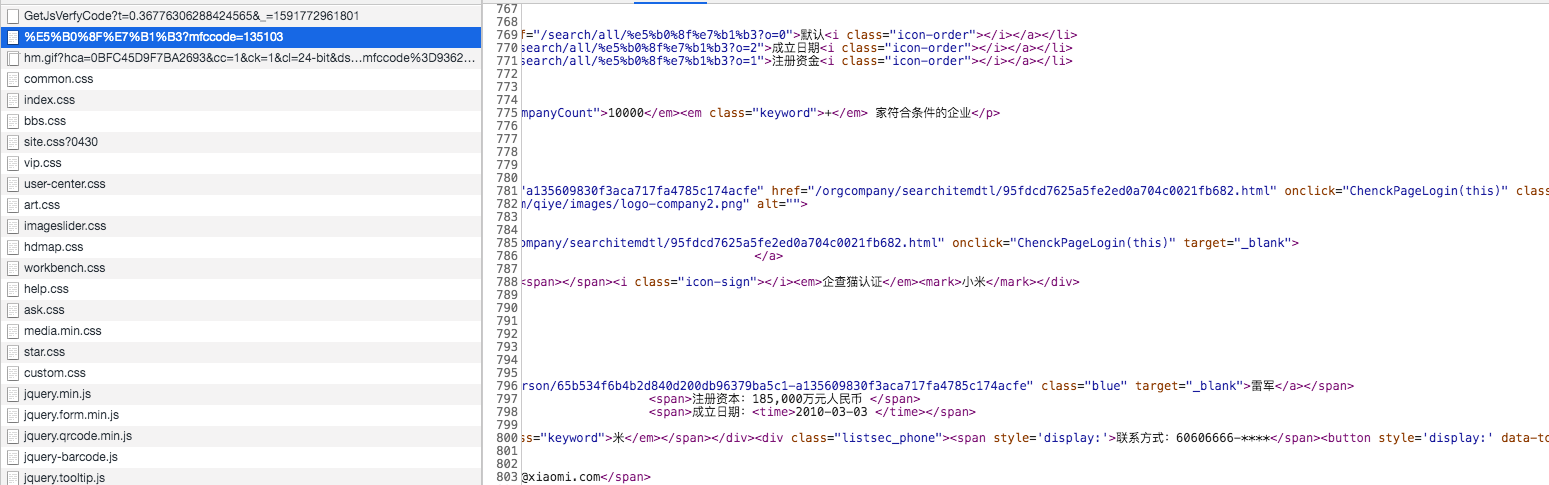 GetJsVerfyCode?t=0.36776306288424565&_=1591772961801
%E5%B0%8F%E7%B1%B3?mfccode=135103
hm.gif?hca=0BFC45D9F7BA2693&cc=1&ck=1&cl=24-bit&ds...mfccode%3D9362...
common.css
index.css
bbs.css
site.css?0430
vip.css
user-center.css
art.css
imageslider.css
hdmap.css
workbench.css
help.css
ask.css
media.min.css
star.css
custom.css
jquery.min.js
jquery.form.min.js
jquery.qrcode.min.js
jquery-barcode.js
jquery.tooltip.js
767
768
769 f="/search/all/%e5%b0%8f%e7%b1%b3?o=0">默认<i class="icon-order"></i></a></li>
770 search/all/%e5%b0%8f%e7%b1%b3?o=2">成立日期<i class="icon-order"></i></a></li>
771 search/all/%e5%b0%8f%e7%b1%b3?o=1">注册资金<i class="icon-order"></i></a></li>
772
773
774
775 mpanyCount">10000</em><em class="keyword">+</em> 家符合条件的企业</p>
776
777
778
779
780
781 'a135609830f3aca717fa4785c174acfe" href="/orgcompany/searchitemdtl/95fdcd7625a5fe2ed0a704c0021fb682.html" onclick="ChenckPageLogin(this)" clas
782 m/qiye/images/logo-company2.png" alt="">
783
784
785 ompany/searchitemdtl/95fdcd7625a5fe2ed0a704c0021fb682.html" onclick="ChenckPageLogin(this)" target="_blank">
786 </a>
787
788 <span></span><i class="icon-sign"></i><em>企查猫认证</em><mark>小米</mark></div>
789
790
791
792
793
794
795
796 rson/65b534f6b4b2d840d200db96379ba5c1-a135609830f3aca717fa4785c174acfe" class="blue" target="_blank">雷军</a></span>
797 <span>注册资本：185,000万元人民币 </span>
798 <span>成立日期：<time>2010-03-03 </time></span>
799
800 ss="keyword">米</em></span></div><div class="listsec_phone"><span style='display:'>联系方式：60606666-****</span><button style='display:' data-to
801
802
803 @xiaomi.com</span>